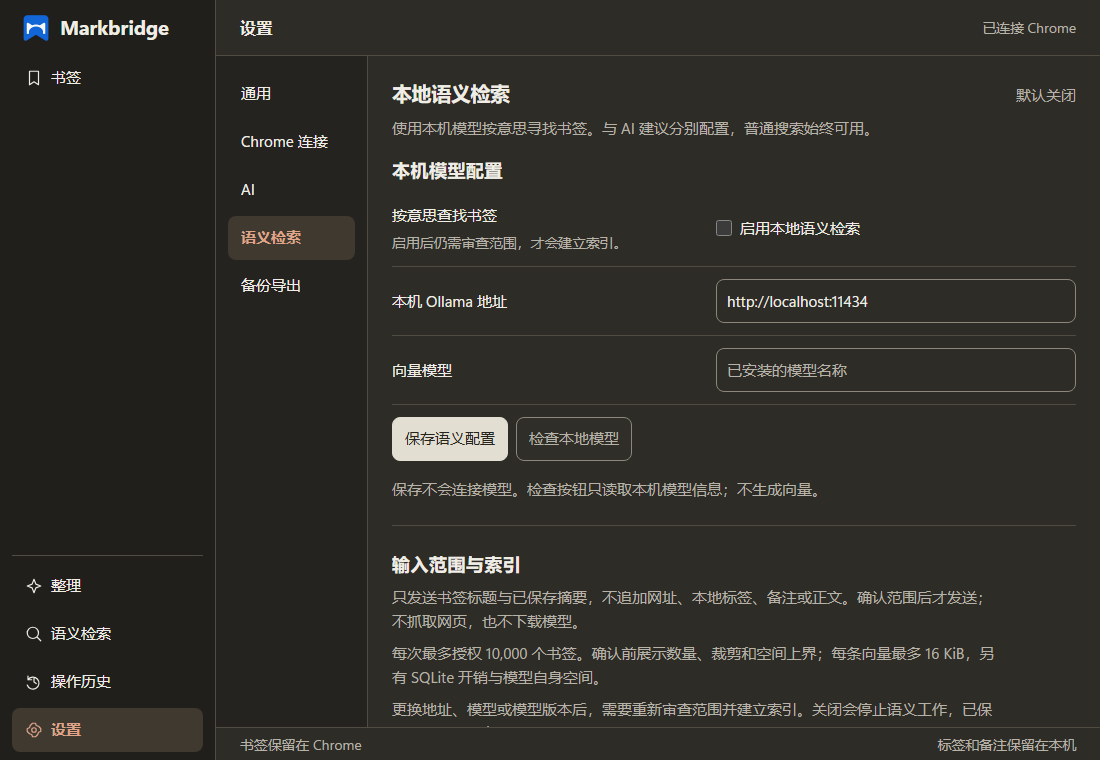 Markbridge
书签
整理
语义检索
操作历史
设置
设置
已连接 Chrome
通用
Chrome 连接
AI
语义检索
备份导出
本地语义检索
默认关闭
使用本机模型按意思寻找书签。与 AI 建议分别配置，普通搜索始终可用。
本机模型配置
按意思查找书签
启用后仍需审查范围，才会建立索引。
启用本地语义检索
本机 Ollama 地址
http://localhost:11434
向量模型
已安装的模型名称
保存语义配置
检查本地模型
保存不会连接模型。检查按钮只读取本机模型信息；不生成向量。
输入范围与索引
只发送书签标题与已保存摘要，不追加网址、本地标签、备注或正文。确认范围后才发送；
不抓取网页，也不下载模型。
每次最多授权 10,000 个书签。确认前展示数量、裁剪和空间上界；每条向量最多 16 KiB，另
有 SQLite 开销与模型自身空间。
更换地址、模型或模型版本后，需要重新审查范围并建立索引。关闭会停止语义工作，已保
书签保留在 Chrome
标签和备注保留在本机